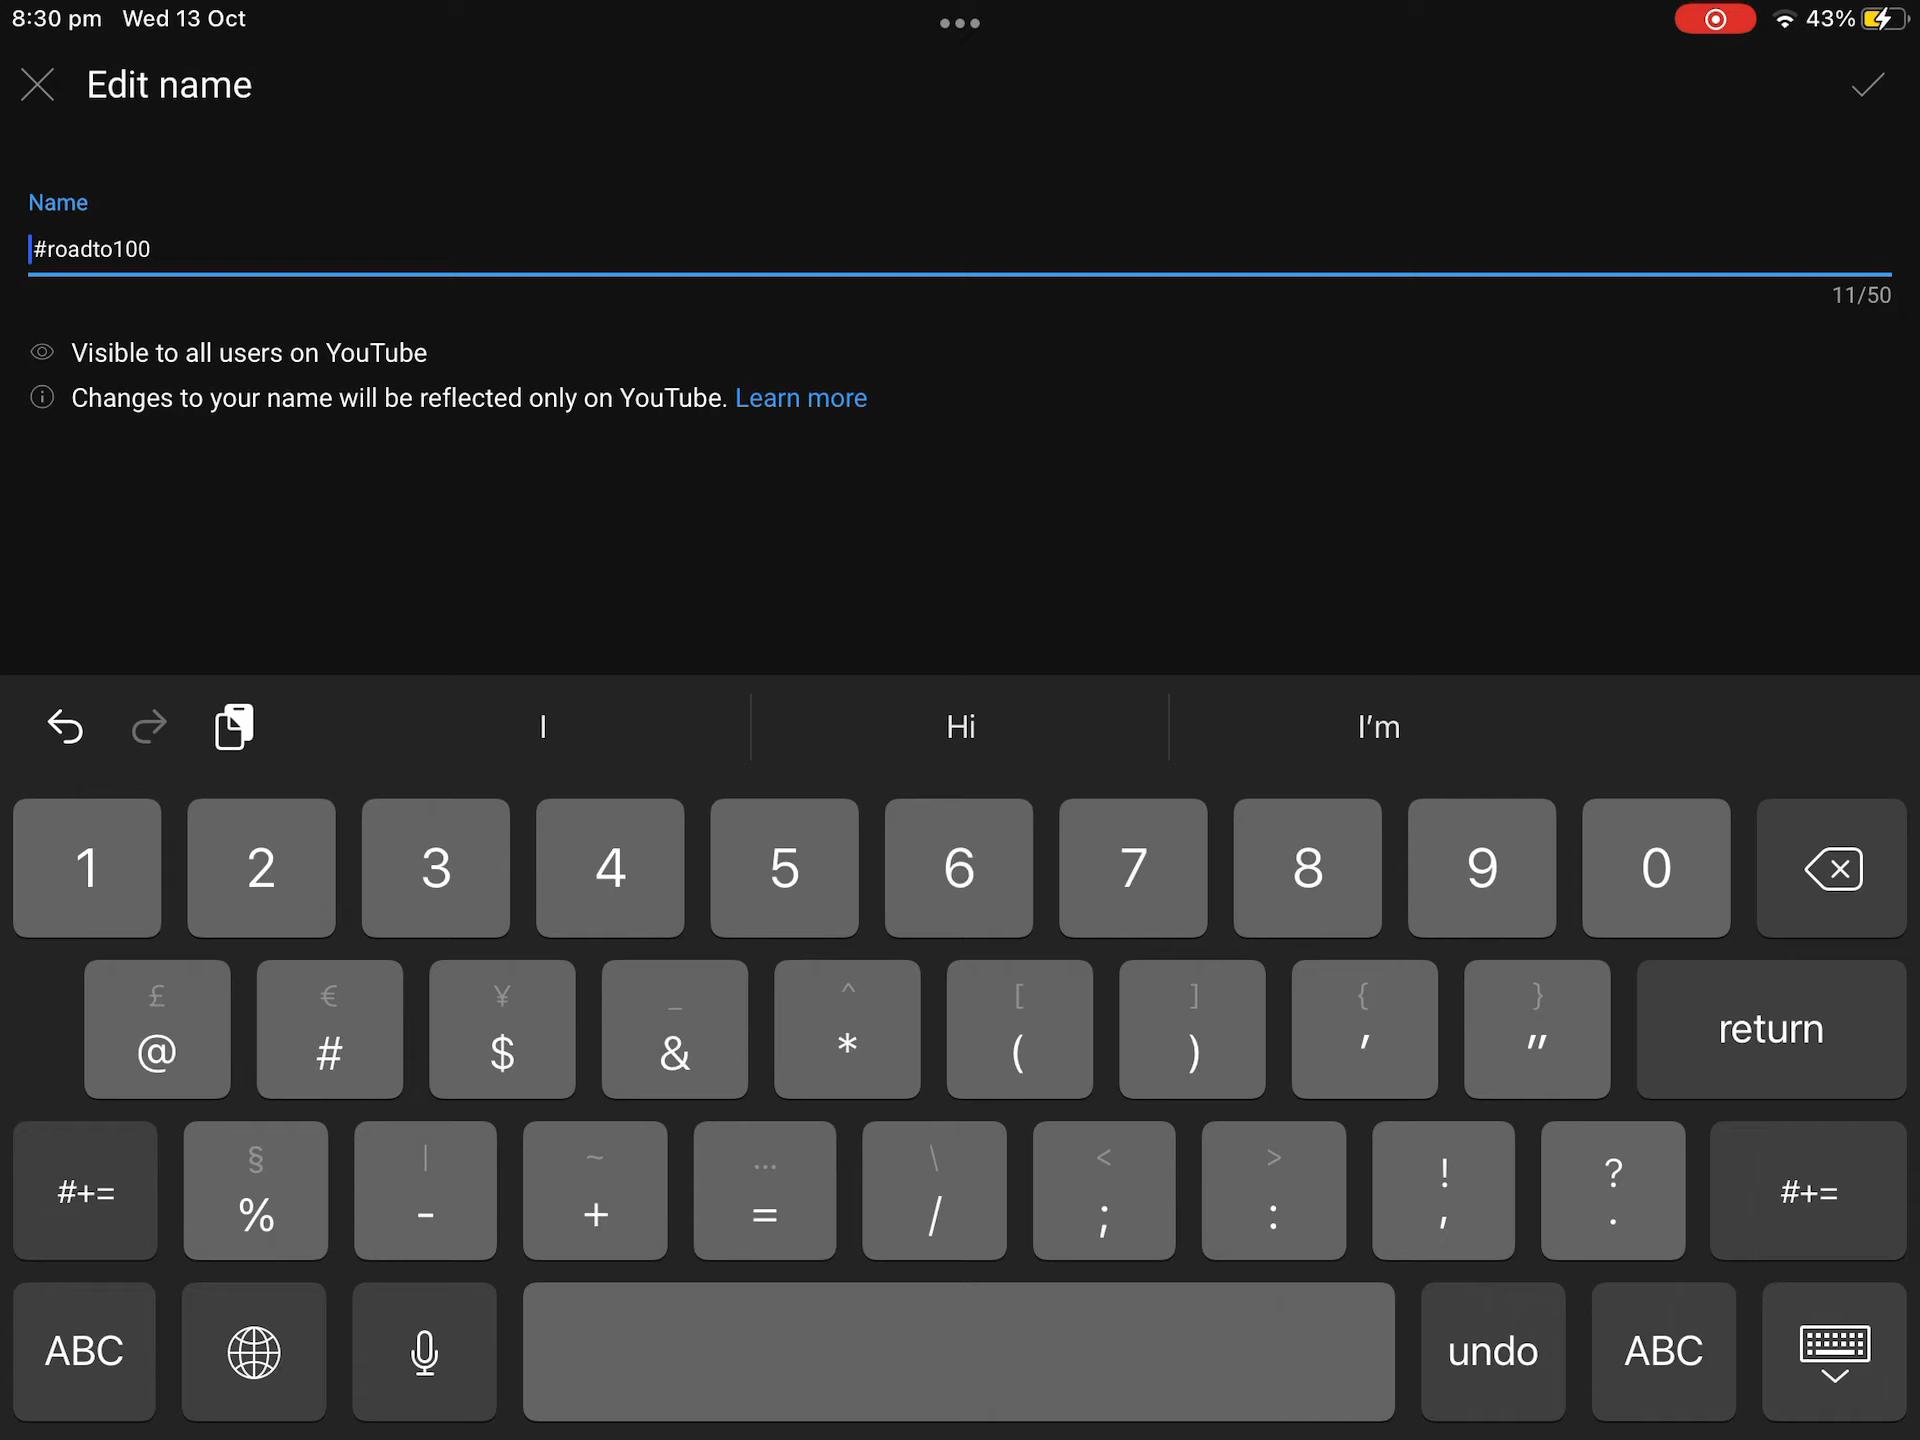 8:30 pm Wed 13 Oct
43%
Edit name
Name
#roadto100
11/50
Visible to all users on YouTube
Changes to your name will be reflected only on YouTube. Learn more
I Hi I'm
1 2 3 4 5 6 7 8 9 0
£ € ¥ _ ^ [ ] { }
@ # $ & * ( ) ' " return
§ | ~ … \ < > ! ?
#+= % - + = / ; : , . #+=
ABC undo ABC